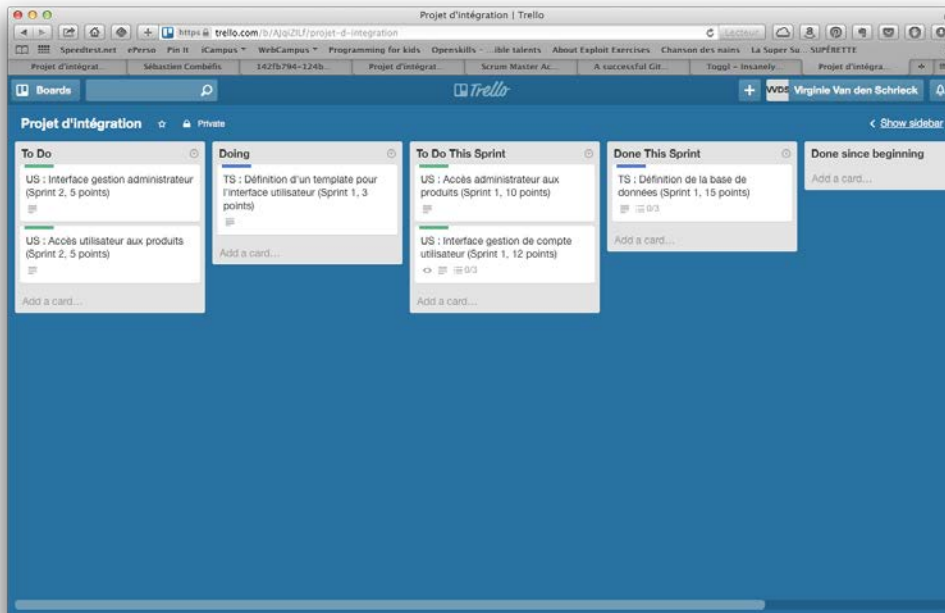 Projet d'intégration | Trello
https trello.com/b/AJqiZILf/projet-d-integration
Lecteur
Speedtest.net ePerso Pin It iCampus WebCampus Programming for kids Openskills - ...ible talents About Exploit Exercises Chanson des nains La Super Su... SUPÉRETTE
Projet d'intégrat... Sébastien Combéfis 142fb794-124b... Projet d'intégrat... Scrum Master Ac... A successful Git... Toggl - Insanely... Projet d'intégra...
Boards
Trello
VVDS Virginie Van den Schrieck
Projet d'intégration
Private
< Show sidebar
To Do
US : Interface gestion administrateur
(Sprint 2, 5 points)
US : Accès utilisateur aux produits
(Sprint 2, 5 points)
Add a card...
Doing
TS : Définition d'un template pour
l'interface utilisateur (Sprint 1, 3
points)
Add a card...
To Do This Sprint
US : Accès administrateur aux
produits (Sprint 1, 10 points)
US : Interface gestion de compte
utilisateur (Sprint 1, 12 points)
0/3
Add a card...
Done This Sprint
TS : Définition de la base de
données (Sprint 1, 15 points)
0/3
Add a card...
Done since beginning
Add a card...